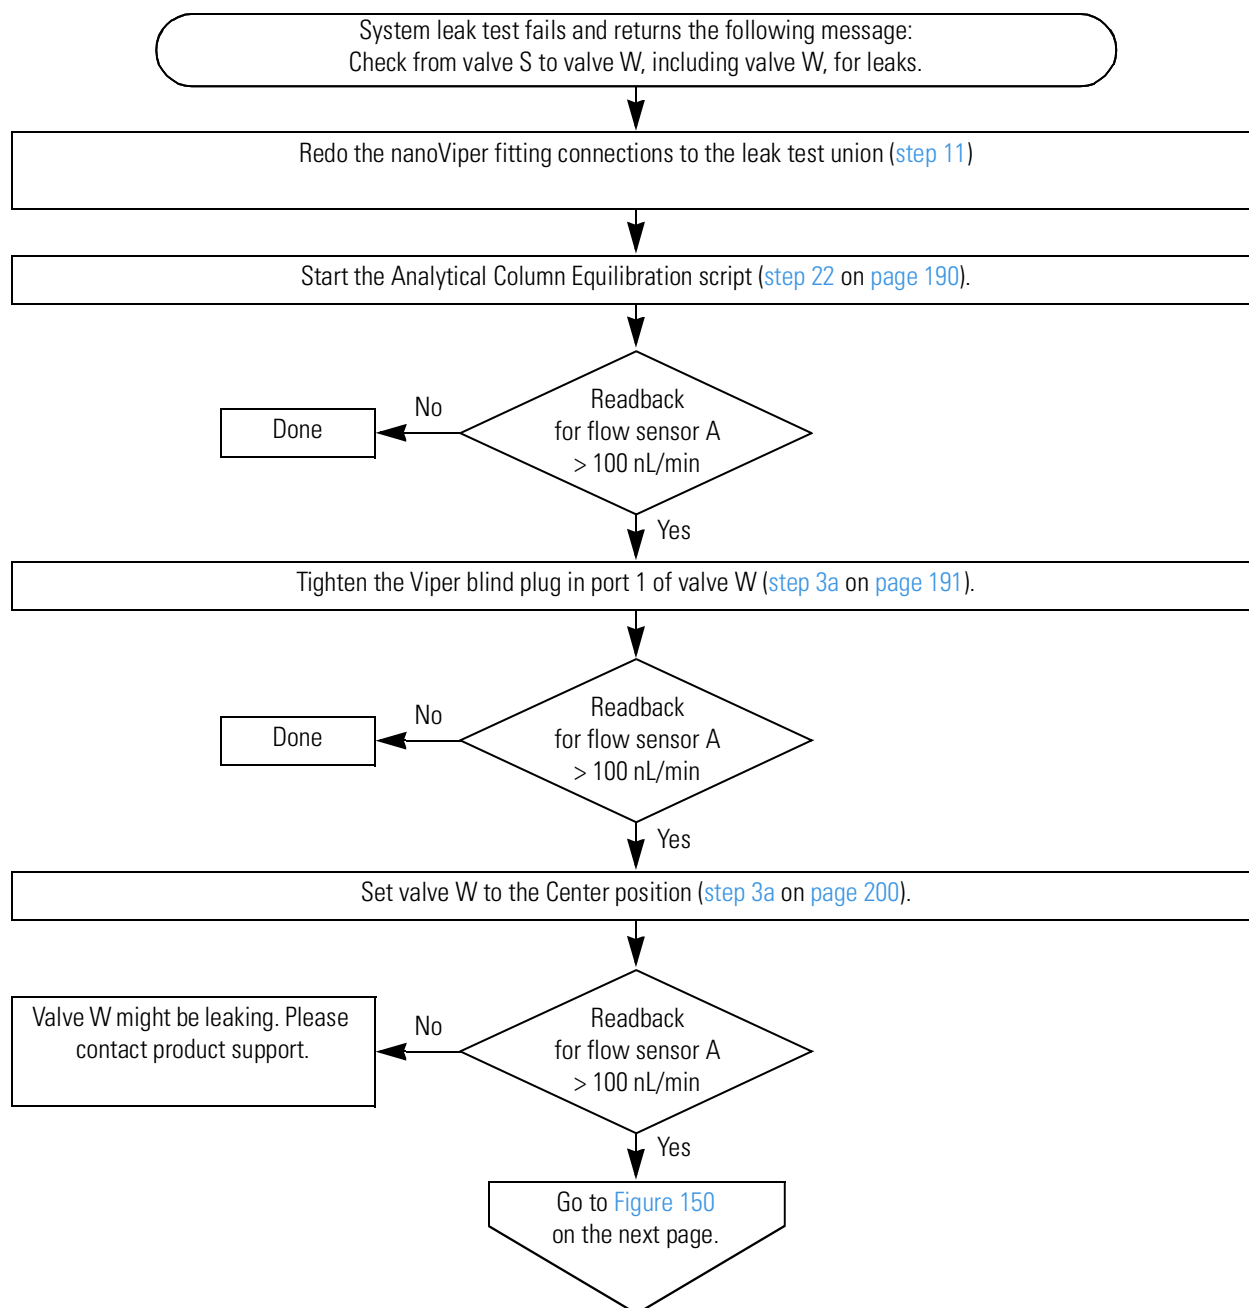 System leak test fails and returns the following message:
Check from valve S to valve W, including valve W, for leaks.
Redo the nanoViper fitting connections to the leak test union (step 11)
Start the Analytical Column Equilibration script (step 22 on page 190).
Readback
for flow sensor A
> 100 nL/min
No
Done
Yes
Tighten the Viper blind plug in port 1 of valve W (step 3a on page 191).
Readback
for flow sensor A
> 100 nL/min
No
Done
Yes
Set valve W to the Center position (step 3a on page 200).
Readback
for flow sensor A
> 100 nL/min
No
Valve W might be leaking. Please
contact product support.
Yes
Go to Figure 150
on the next page.